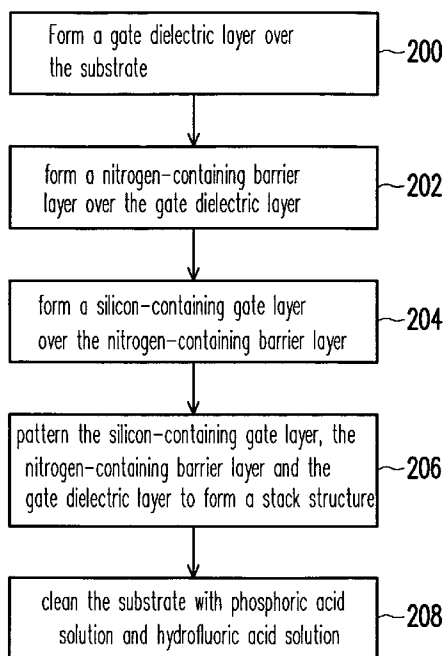 Form a gate dielectric layer over
the substrate
200
form a nitrogen-containing barrier
layer over the gate dielectric layer
202
form a silicon-containing gate layer
over the nitrogen-containing barrier layer
204
pattern the silicon-containing gate layer, the
nitrogen-containing barrier layer and the
gate dielectric layer to form a stack structure
206
clean the substrate with phosphoric acid
solution and hydrofluoric acid solution
208